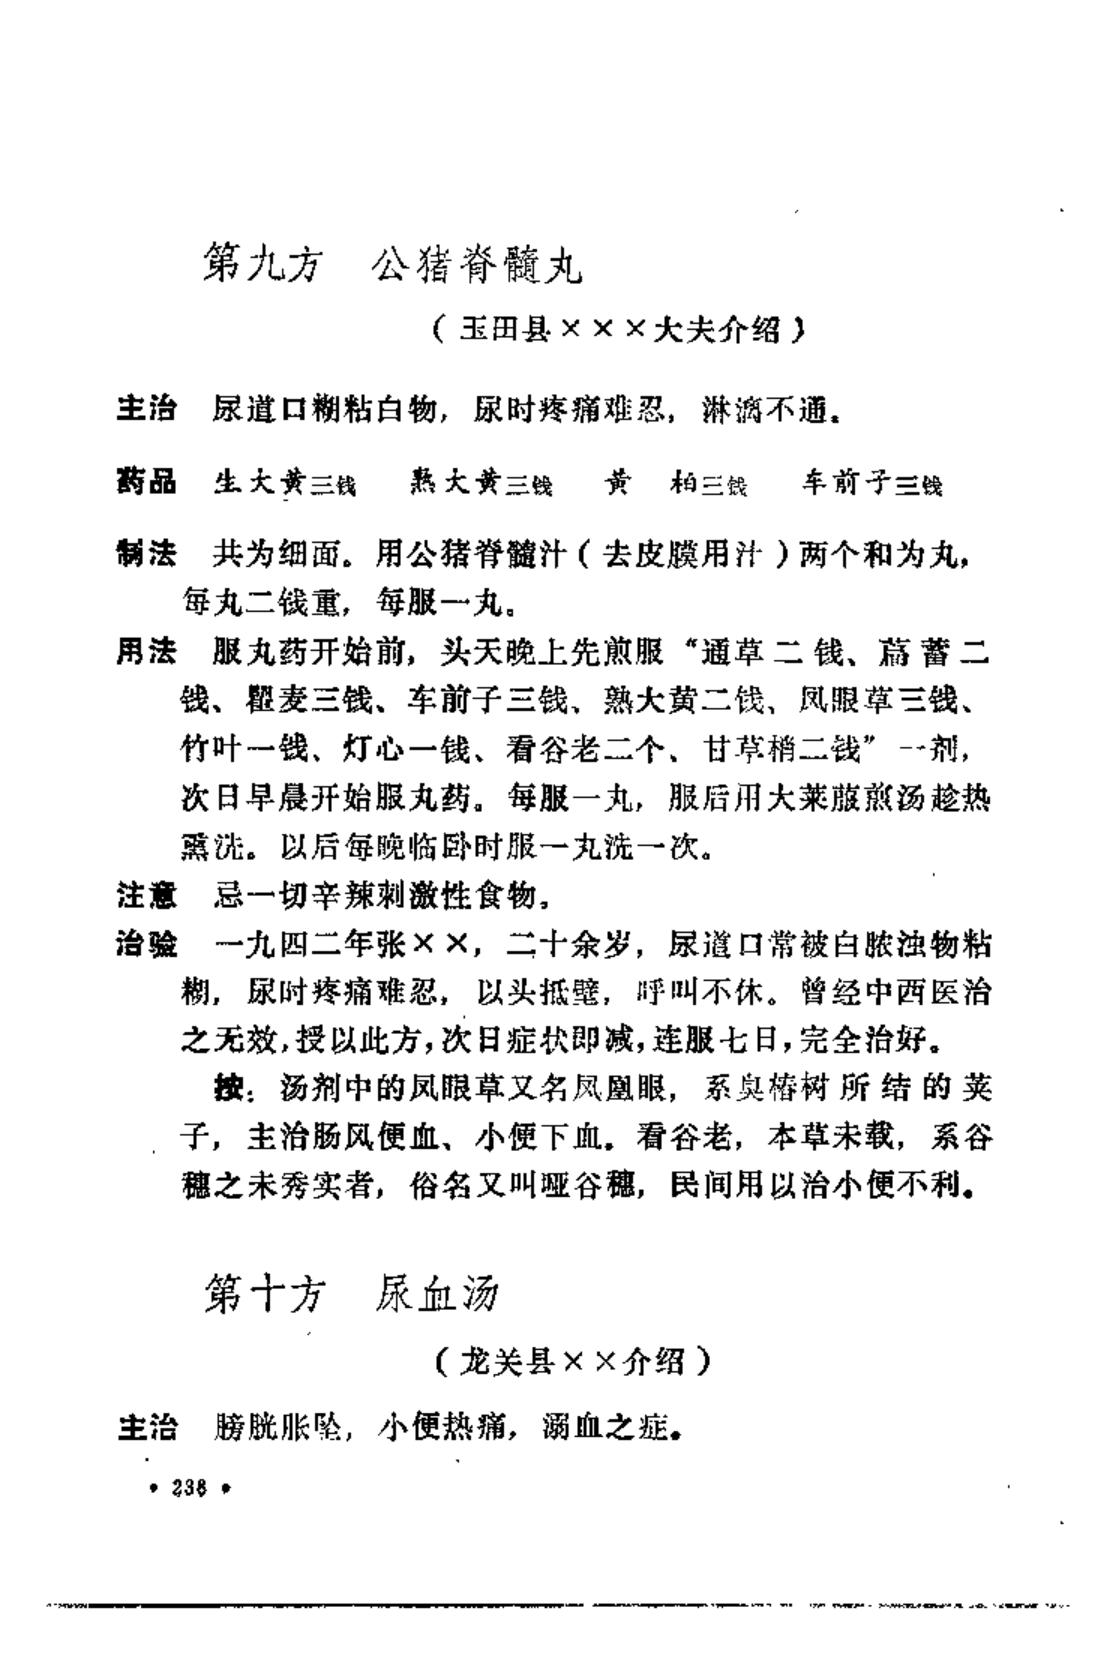 第九方　公猪脊髓丸
（玉田县×××大夫介绍）
主治　尿道口糊粘白物，尿时疼痛难忍，淋漓不通。
药品　生大黄三钱　熟大黄三钱　黄　柏三钱　车前子三钱
制法　共为细面。用公猪脊髓汁（去皮膜用汁）两个和为丸，
每丸二钱重，每服一丸。
用法　服丸药开始前，头天晚上先煎服“通草二钱、萹蓄二
钱、瞿麦三钱、车前子三钱、熟大黄二钱、凤眼草三钱、
竹叶一钱、灯心一钱、看谷老二个、甘草梢二钱”一剂，
次日早晨开始服丸药。每服一丸，服后用大莱菔煎汤趁热
熏洗。以后每晚临卧时服一丸洗一次。
注意　忌一切辛辣刺激性食物。
治验　一九四二年张××，二十余岁，尿道口常被白脓浊物粘
糊，尿时疼痛难忍，以头抵壁，呼叫不休。曾经中西医治
之无效，授以此方，次日症状即减，连服七日，完全治好。
按：汤剂中的凤眼草又名凤凰眼，系臭椿树所结的荚
子，主治肠风便血、小便下血。看谷老，本草未载，系谷
穗之未秀实者，俗名又叫哑谷穗，民间用以治小便不利。
第十方　尿血汤
（龙关县××介绍）
主治　膀胱胀坠，小便热痛，溺血之症。
• 238 •